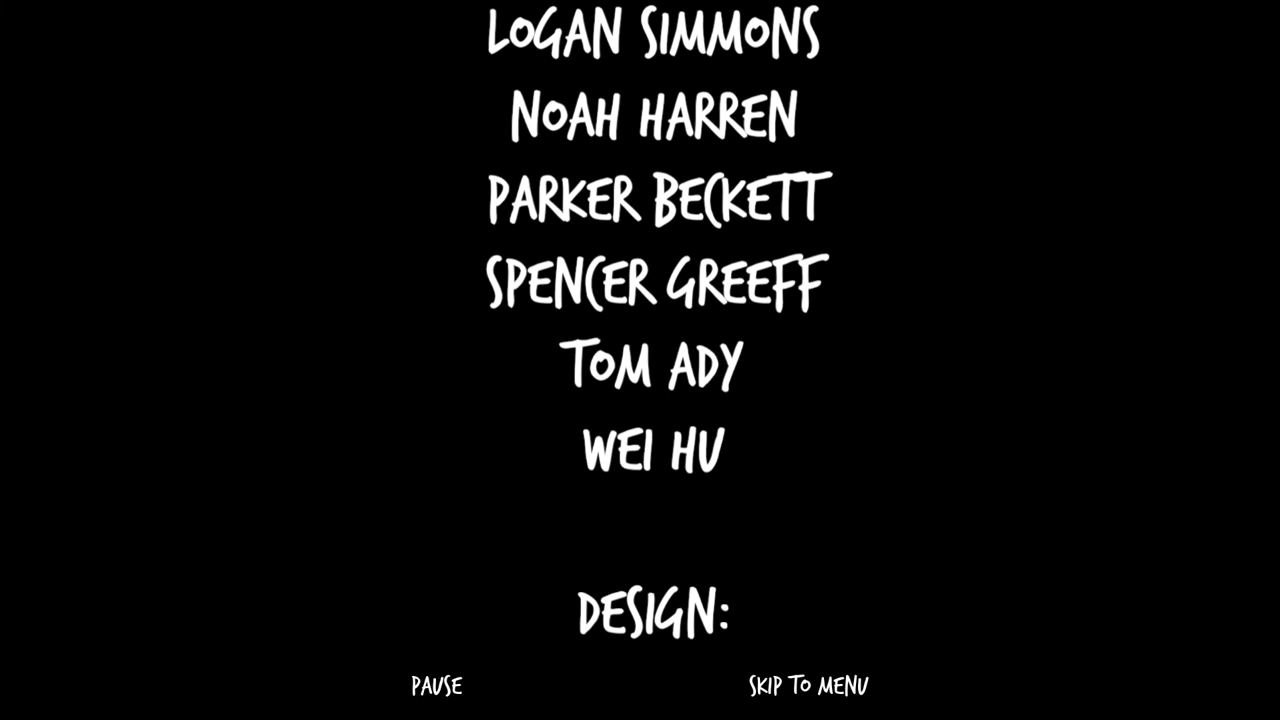 LOGAN SIMMONS
NOAH HARREN
PARKER BECKETT
SPENCER GREEFF
TOM ADY
WEI HU
DESIGN:
PAUSE SKIP TO MENU